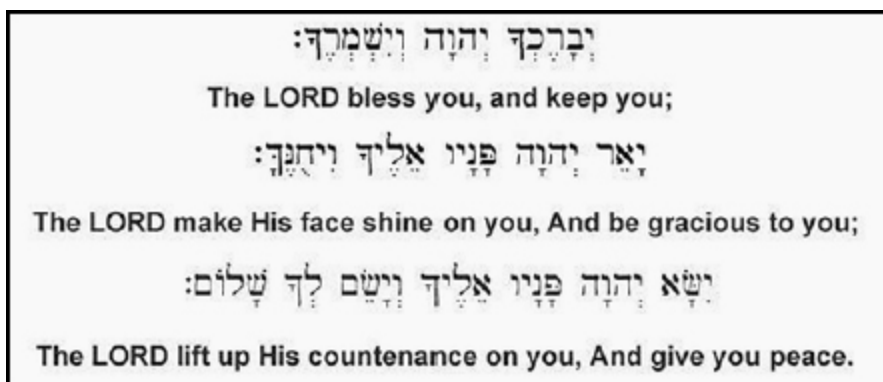 יְבָרֶכְךָ יְהוָה וְיִשְׁמְרֶךָ:
The LORD bless you, and keep you;
יָאֵר יְהוָה פָּנָיו אֵלֶיךָ וִיחֻנֶּךָּ:
The LORD make His face shine on you, And be gracious to you;
יִשָּׂא יְהוָה פָּנָיו אֵלֶיךָ וְיָשֵׂם לְךָ שָׁלוֹם:
The LORD lift up His countenance on you, And give you peace.